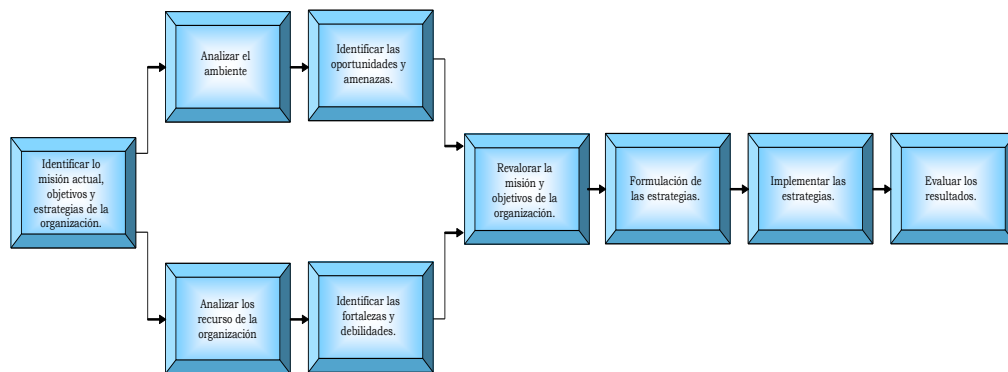 Identificar lo
misión actual,
objetivos y
estrategias de la
organización.
Analizar el
ambiente
Identificar las
oportunidades y
amenazas.
Analizar los
recurso de la
organización
Identificar las
fortalezas y
debilidades.
Revalorar la
misión y
objetivos de la
organización.
Formulación de
las estrategias.
Implementar las
estrategias.
Evaluar los
resultados.